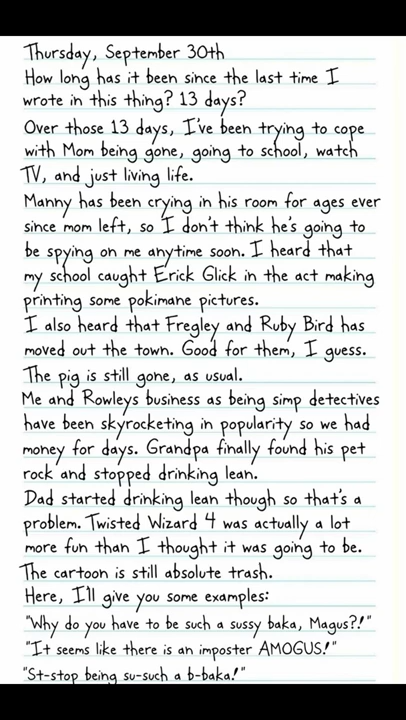 Thursday, September 30th
How long has it been since the last time I
wrote in this thing? 13 days?
Over those 13 days, I've been trying to cope
with Mom being gone, going to school, watch
TV, and just living life.
Manny has been crying in his room for ages ever
since mom left, so I don't think he's going to
be spying on me anytime soon. I heard that
my school caught Erick Glick in the act making
printing some pokimane pictures.
I also heard that Fregley and Ruby Bird has
moved out the town. Good for them, I guess.
The pig is still gone, as usual.
Me and Rowleys business as being simp detectives
have been skyrocketing in popularity so we had
money for days. Grandpa finally found his pet
rock and stopped drinking lean.
Dad started drinking lean though so that's a
problem. Twisted Wizard 4 was actually a lot
more fun than I thought it was going to be.
The cartoon is still absolute trash.
Here, I'll give you some examples:
"Why do you have to be such a sussy baka, Magus?!"
"It seems like there is an imposter AMOGUS!"
"St-stop being su-such a b-baka!"